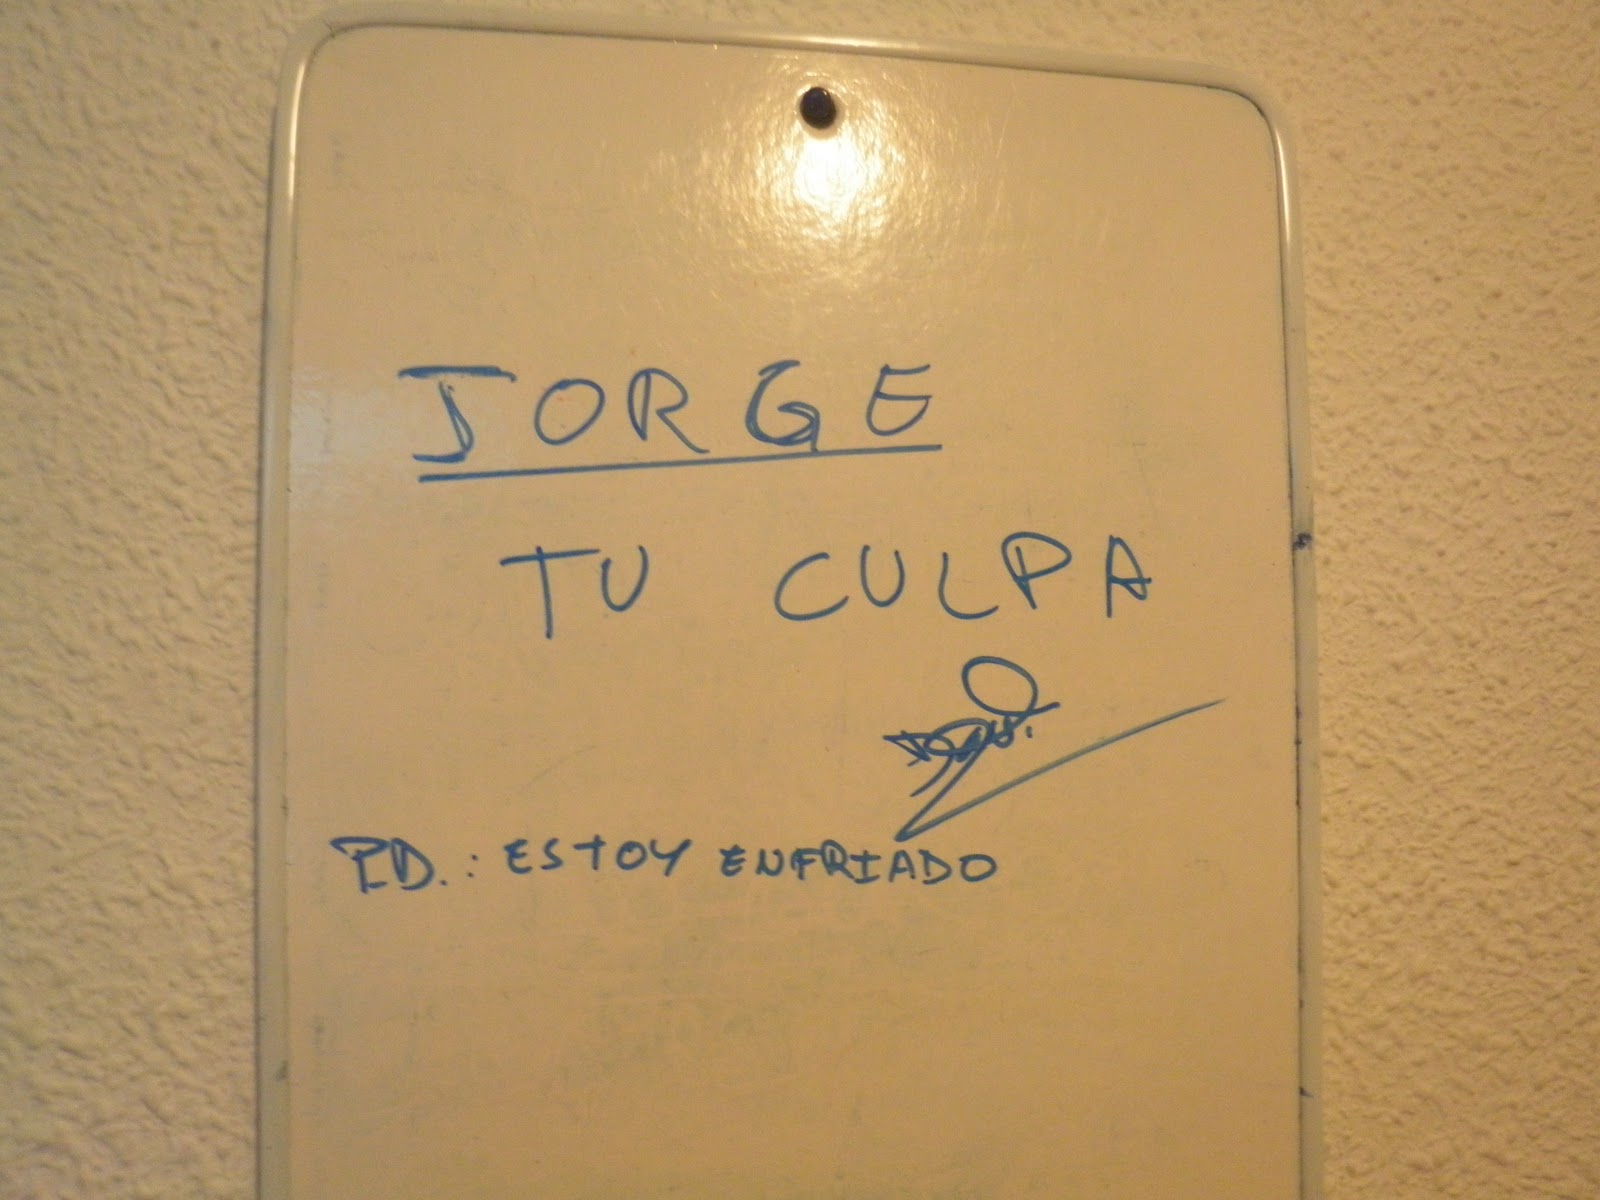 JORGE
TU CULPA
PD.: ESTOY ENFRIADO